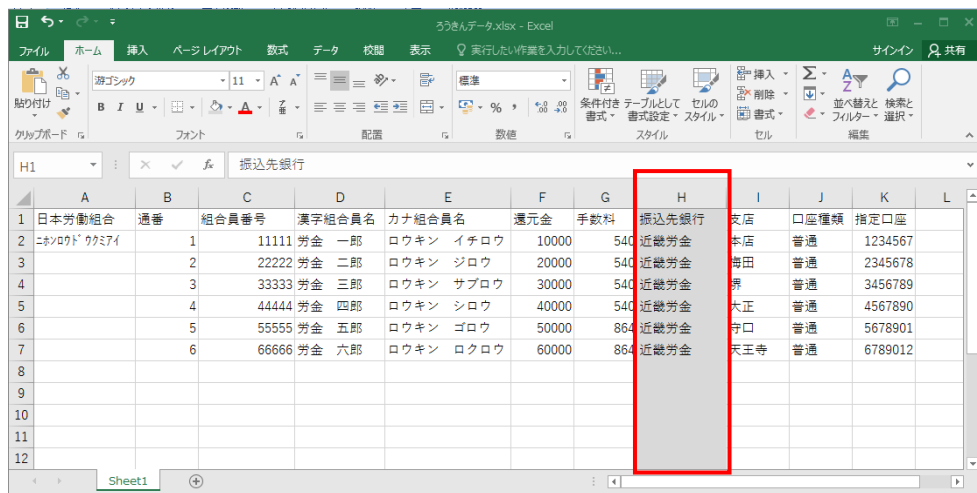 ろうきんデータ.xlsx - Excel
ファイル ホーム 挿入 ページ レイアウト 数式 データ 校閲 表示 実行したい作業を入力してください... サインイン 共有
貼り付け 游ゴシック 11 A A 標準 条件付き書式 テーブルとして書式設定 セルのスタイル 挿入 削除 書式 並べ替えとフィルター 検索と選択
B I U A % , .00
クリップボード フォント 配置 数値 スタイル セル 編集
H1 fx 振込先銀行
A B C D E F G H I J K L
1 日本労働組合 通番 組合員番号 漢字組合員名 カナ組合員名 還元金 手数料 振込先銀行 支店 口座種類 指定口座
2 ﾆﾎﾝﾛｳﾄﾞｳｸﾐｱｲ 1 11111 労金 一郎 ロウキン イチロウ 10000 540 近畿労金 本店 普通 1234567
3 2 22222 労金 二郎 ロウキン ジロウ 20000 540 近畿労金 梅田 普通 2345678
4 3 33333 労金 三郎 ロウキン サブロウ 30000 540 近畿労金 堺 普通 3456789
5 4 44444 労金 四郎 ロウキン シロウ 40000 540 近畿労金 大正 普通 4567890
6 5 55555 労金 五郎 ロウキン ゴロウ 50000 864 近畿労金 守口 普通 5678901
7 6 66666 労金 六郎 ロウキン ロクロウ 60000 864 近畿労金 天王寺 普通 6789012
8
9
10
11
12
Sheet1